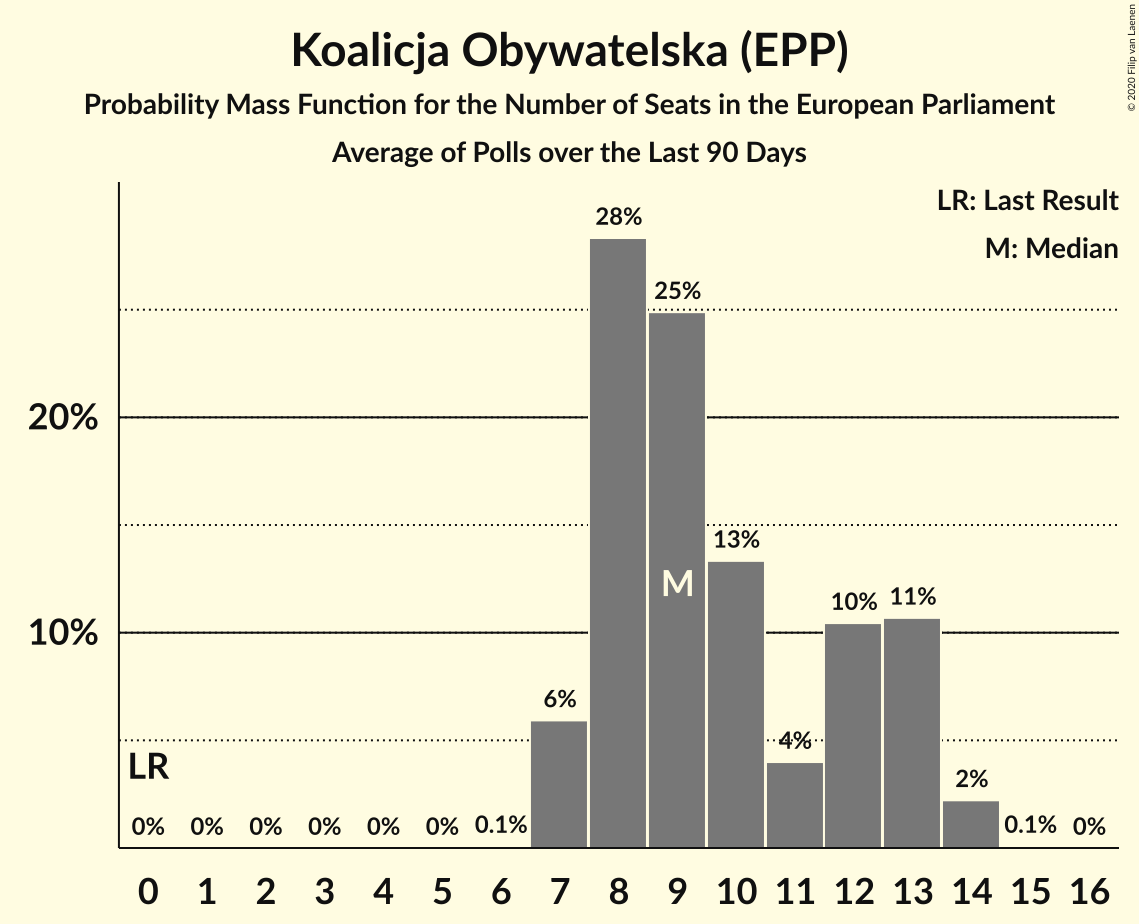 Koalicja Obywatelska (EPP)
Probability Mass Function for the Number of Seats in the European Parliament
Average of Polls over the Last 90 Days
© 2020 Filip van Laenen
LR: Last Result
M: Median
28%
25%
20%
13%
M
10%
11%
10%
6%
4%
LR
2%
0% 0% 0% 0% 0% 0% 0.1% 0.1% 0%
0 1 2 3 4 5 6 7 8 9 10 11 12 13 14 15 16